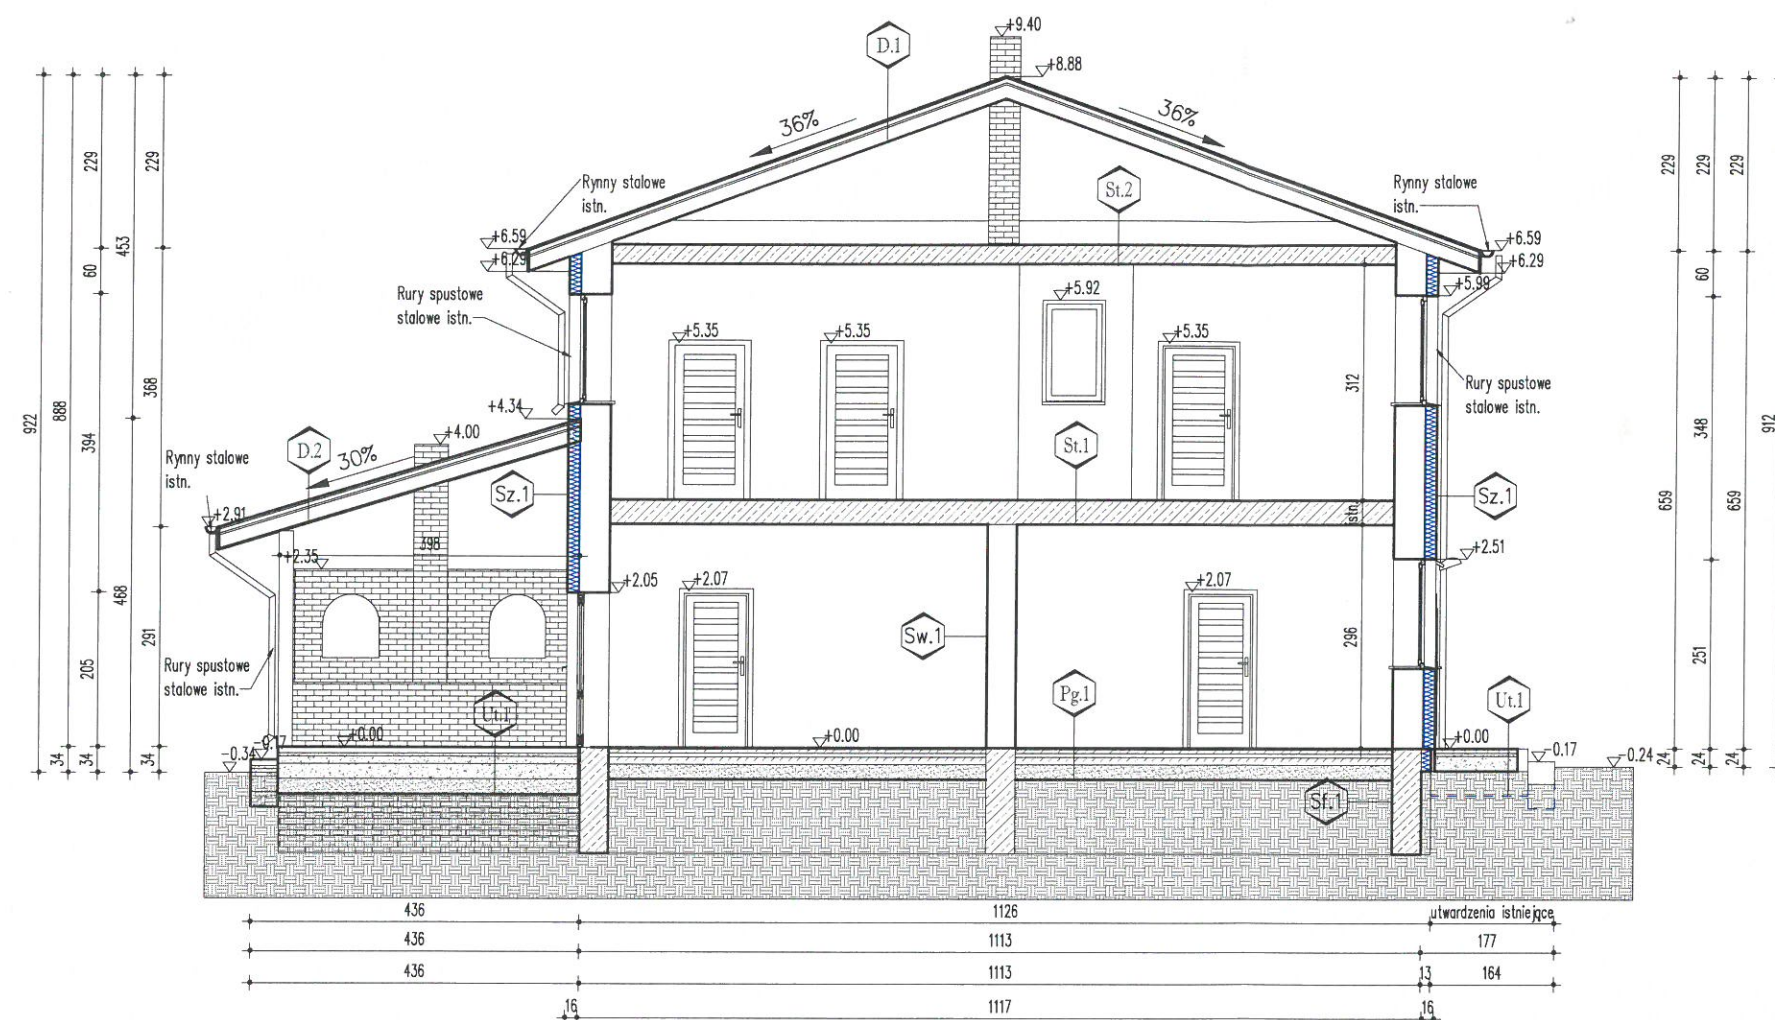 +9.40
D.1
+8.88
36%
36%
229
229
229
229
229
Rynny stalowe
istn.
St.2
Rynny stalowe
istn.
+6.59
+6.29
+6.59
+6.29
+5.99
60
453
60
Rury spustowe
stalowe istn.
+5.92
+5.35
+5.35
+5.35
Rury spustowe
stalowe istn.
922
888
394
368
312
348
912
+4.34
+4.00
D.2
30%
Rynny stalowe
istn.
Sz.1
St.1
Sz.1
659
659
istn.
+2.91
+2.35
398
+2.51
+2.05
+2.07
+2.07
468
205
291
Sw.1
296
251
Rury spustowe
stalowe istn.
Ut.1
Pg.1
Ut.1
+0.00
+0.00
+0.00
-0.34
-0.17
-0.17
-0.24
34
34
34
24
24
24
Sf.1
436
1126
utwardzenia istniejące
436
1113
177
436
1113
13
164
16
1117
16